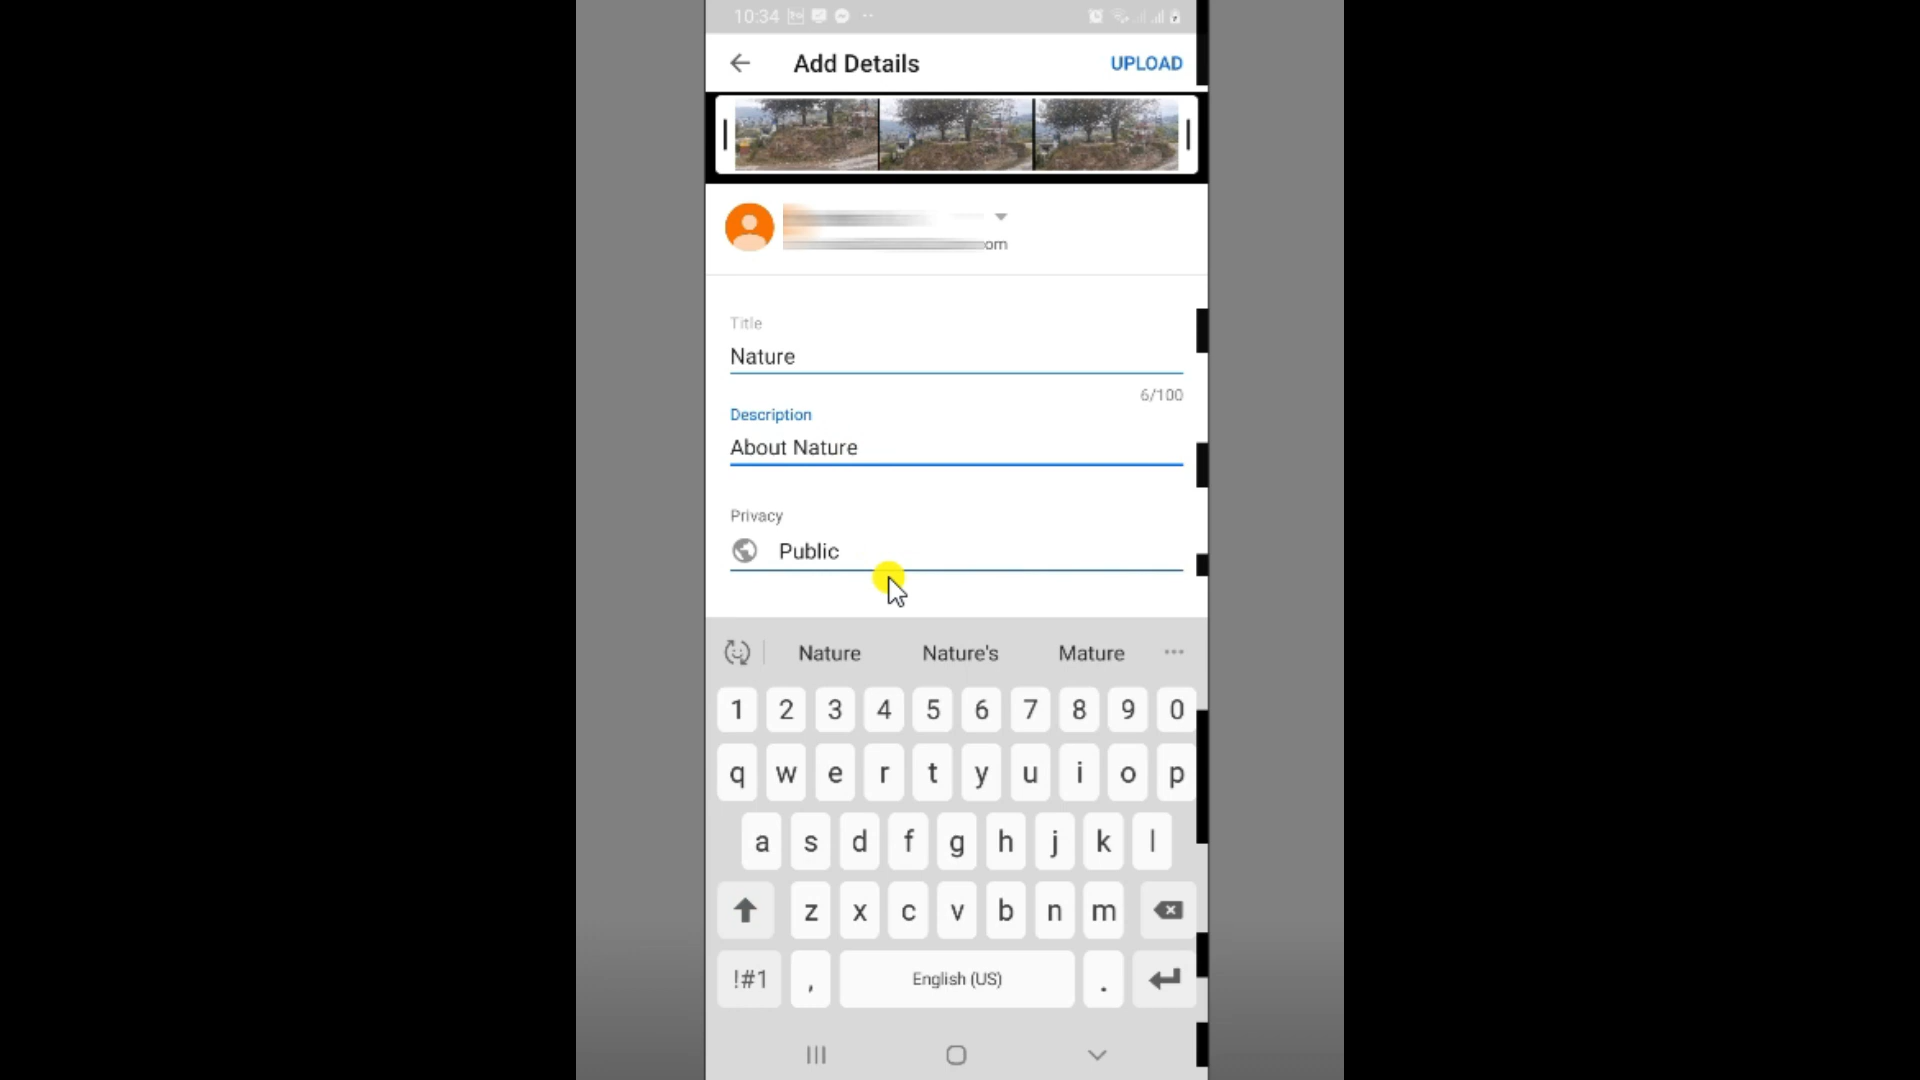 10:34
Add Details
UPLOAD
om
Title
Nature
6/100
Description
About Nature
Privacy
Public
Nature Nature's Mature
1 2 3 4 5 6 7 8 9 0
q w e r t y u i o p
a s d f g h j k l
z x c v b n m
!#1 , English (US) .